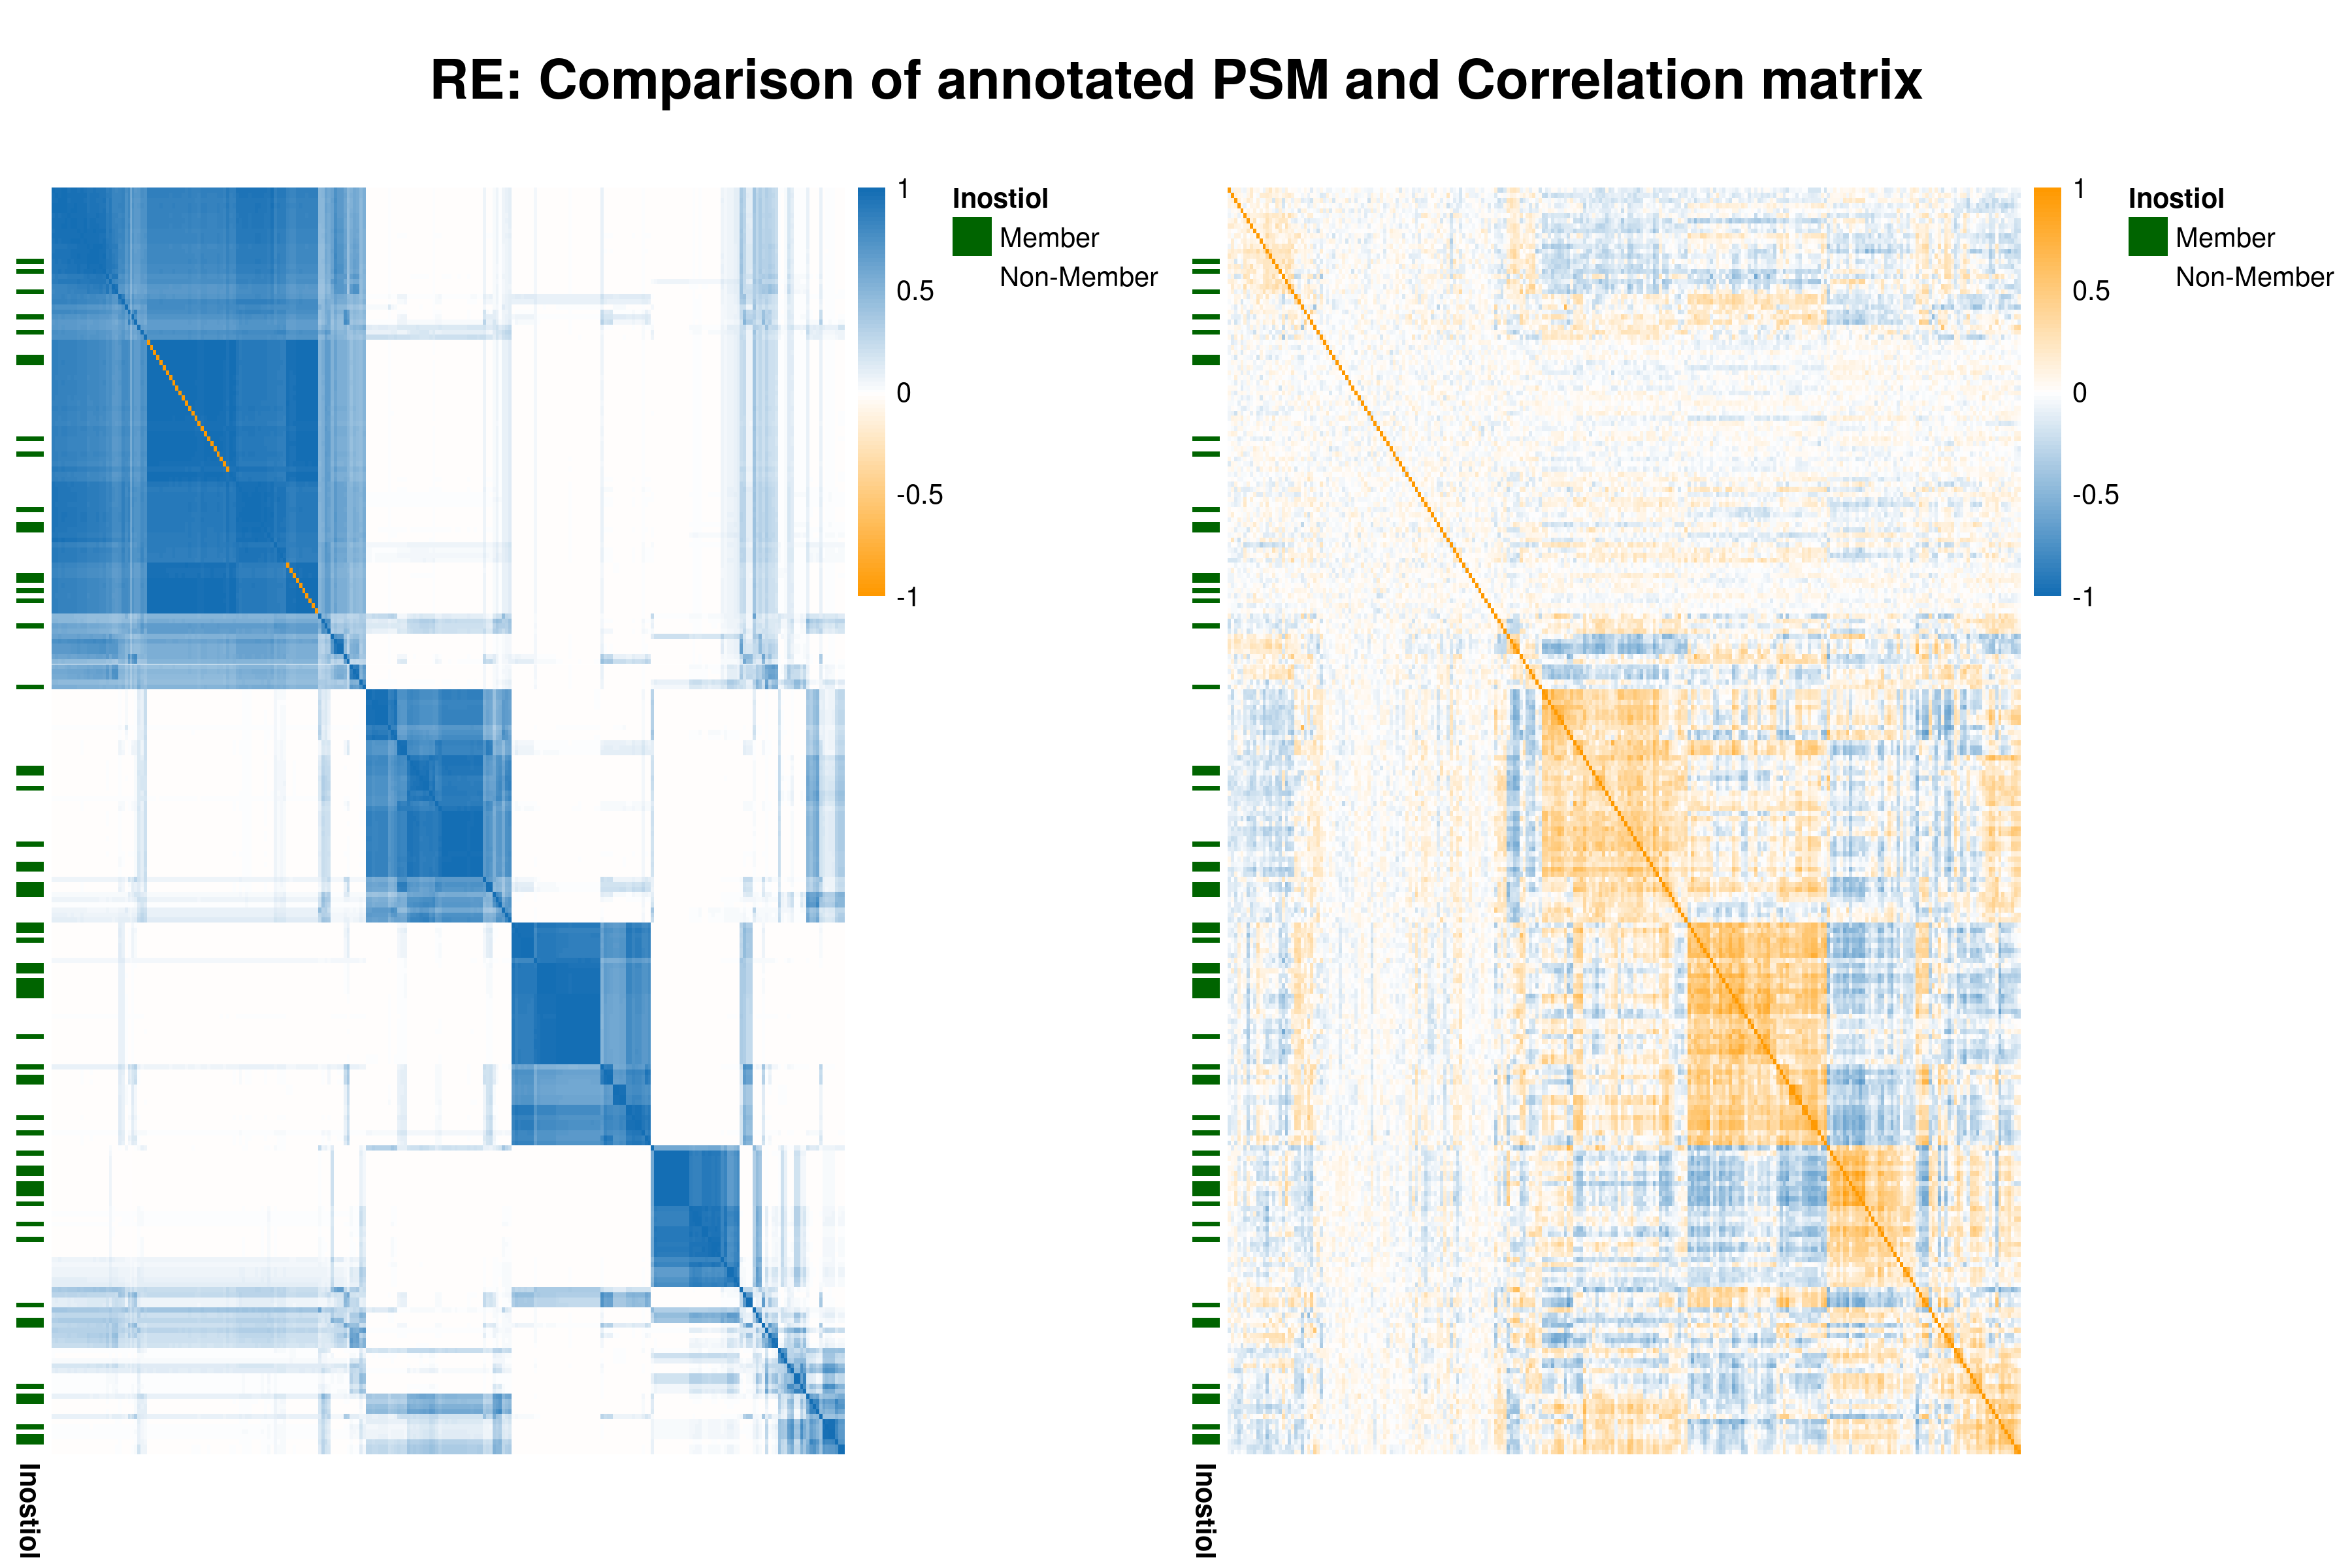 RE: Comparison of annotated PSM and Correlation matrix
1
0.5
0
-0.5
-1
Inostiol
Member
Non-Member
Inostiol
1
0.5
0
-0.5
-1
Inostiol
Member
Non-Member
Inostiol